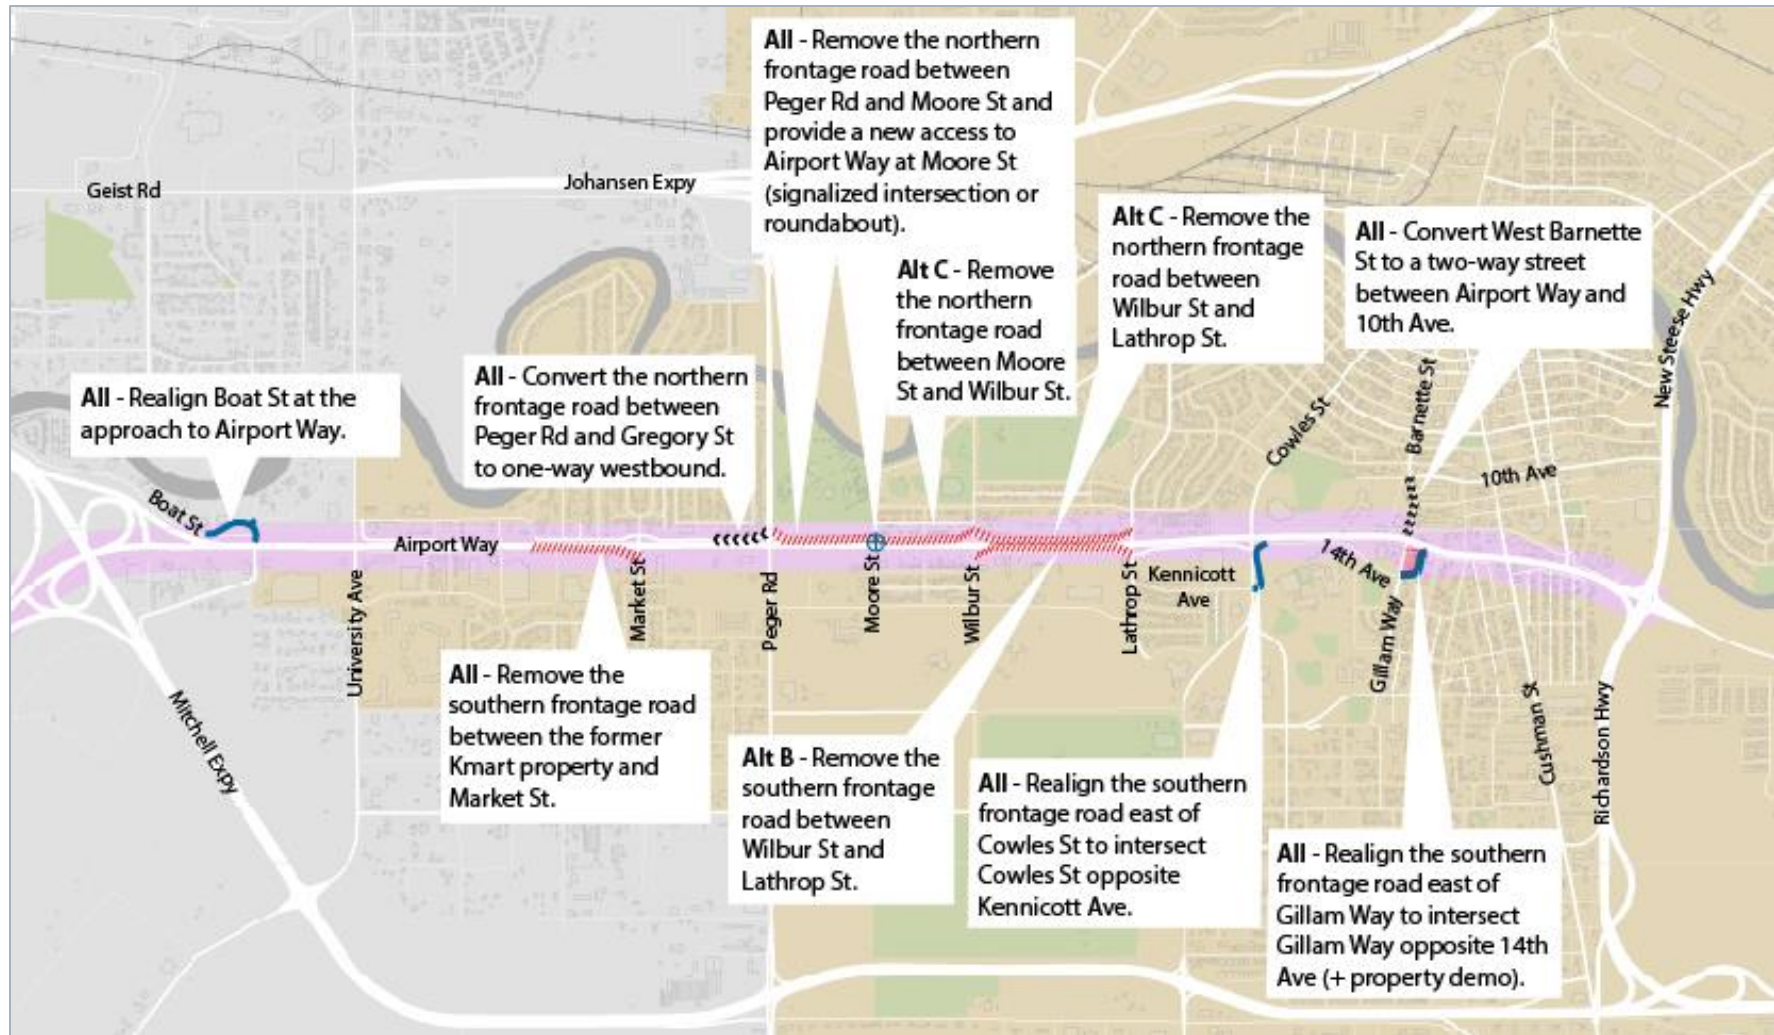 All - Remove the northern
frontage road between
Peger Rd and Moore St and
provide a new access to
Airport Way at Moore St
(signalized intersection or
roundabout).
Geist Rd
Johansen Expy
Alt C - Remove the
northern frontage
road between
Wilbur St and
Lathrop St.
All - Convert West Barnette
St to a two-way street
between Airport Way and
10th Ave.
Alt C - Remove
the northern
frontage road
between Moore
St and Wilbur St.
New Steese Hwy
All - Realign Boat St at the
approach to Airport Way.
All - Convert the northern
frontage road between
Peger Rd and Gregory St
to one-way westbound.
Cowles St
Barnette St
10th Ave
Boat St
Airport Way
University Ave
Market St
Peger Rd
Moore St
Wilbur St
Lathrop St
Kennicott
Ave
14th Ave
Gillam Way
Mitchell Expy
Cushman St
Richardson Hwy
All - Remove the
southern frontage road
between the former
Kmart property and
Market St.
Alt B - Remove the
southern frontage
road between
Wilbur St and
Lathrop St.
All - Realign the southern
frontage road east of
Cowles St to intersect
Cowles St opposite
Kennicott Ave.
All - Realign the southern
frontage road east of
Gillam Way to intersect
Gillam Way opposite 14th
Ave (+ property demo).